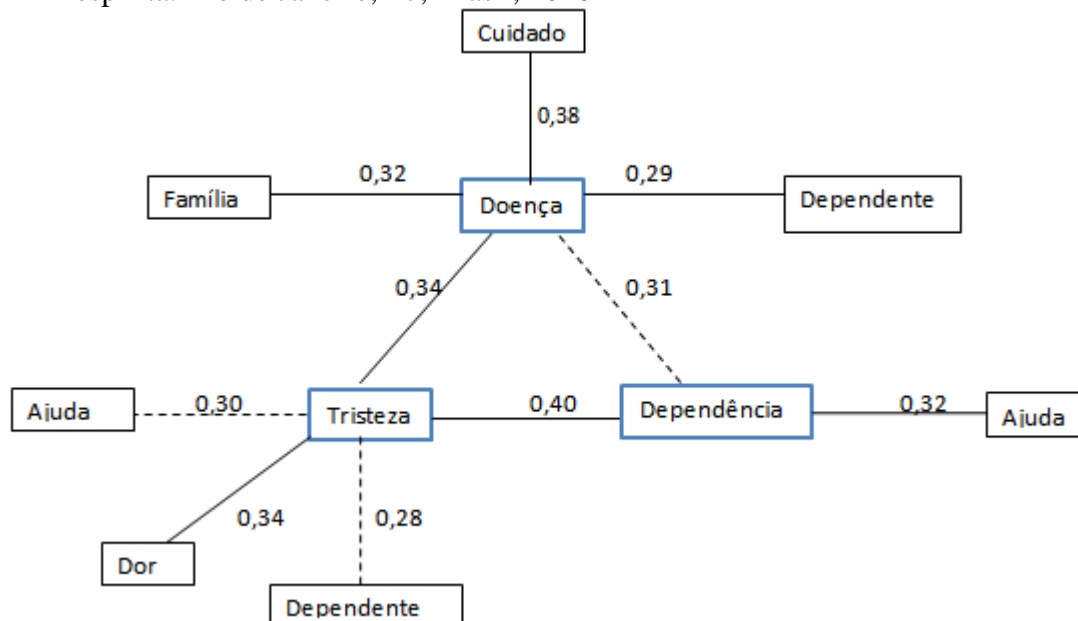 Cuidado
0,38
0,32
0,29
Família
Doença
Dependente
0,34
0,31
Ajuda
0,30
Tristeza
0,40
Dependência
0,32
Ajuda
0,34
0,28
Dor
Dependente